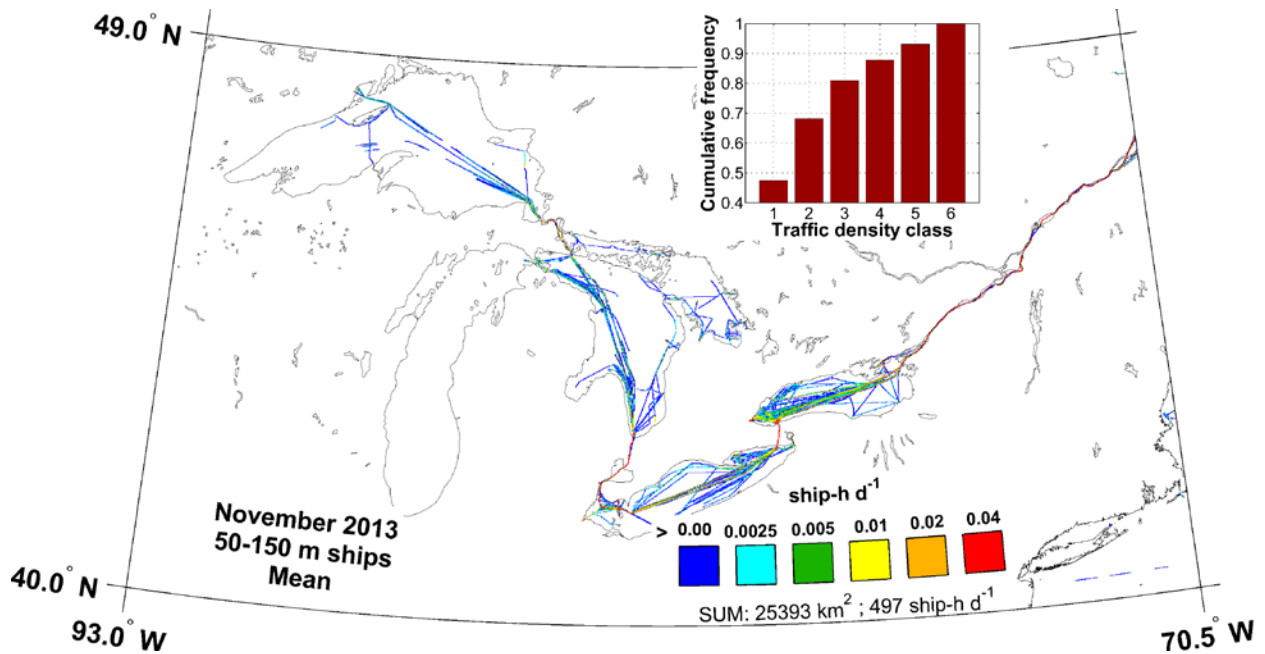 49.0° N
Cumulative frequency
1
0.9
0.8
0.7
0.6
0.5
0.4
1 2 3 4 5 6
Traffic density class
November 2013
50-150 m ships
Mean
ship-h d⁻¹
> 0.00 0.0025 0.005 0.01 0.02 0.04
SUM: 25393 km² ; 497 ship-h d⁻¹
40.0° N
93.0° W
70.5° W